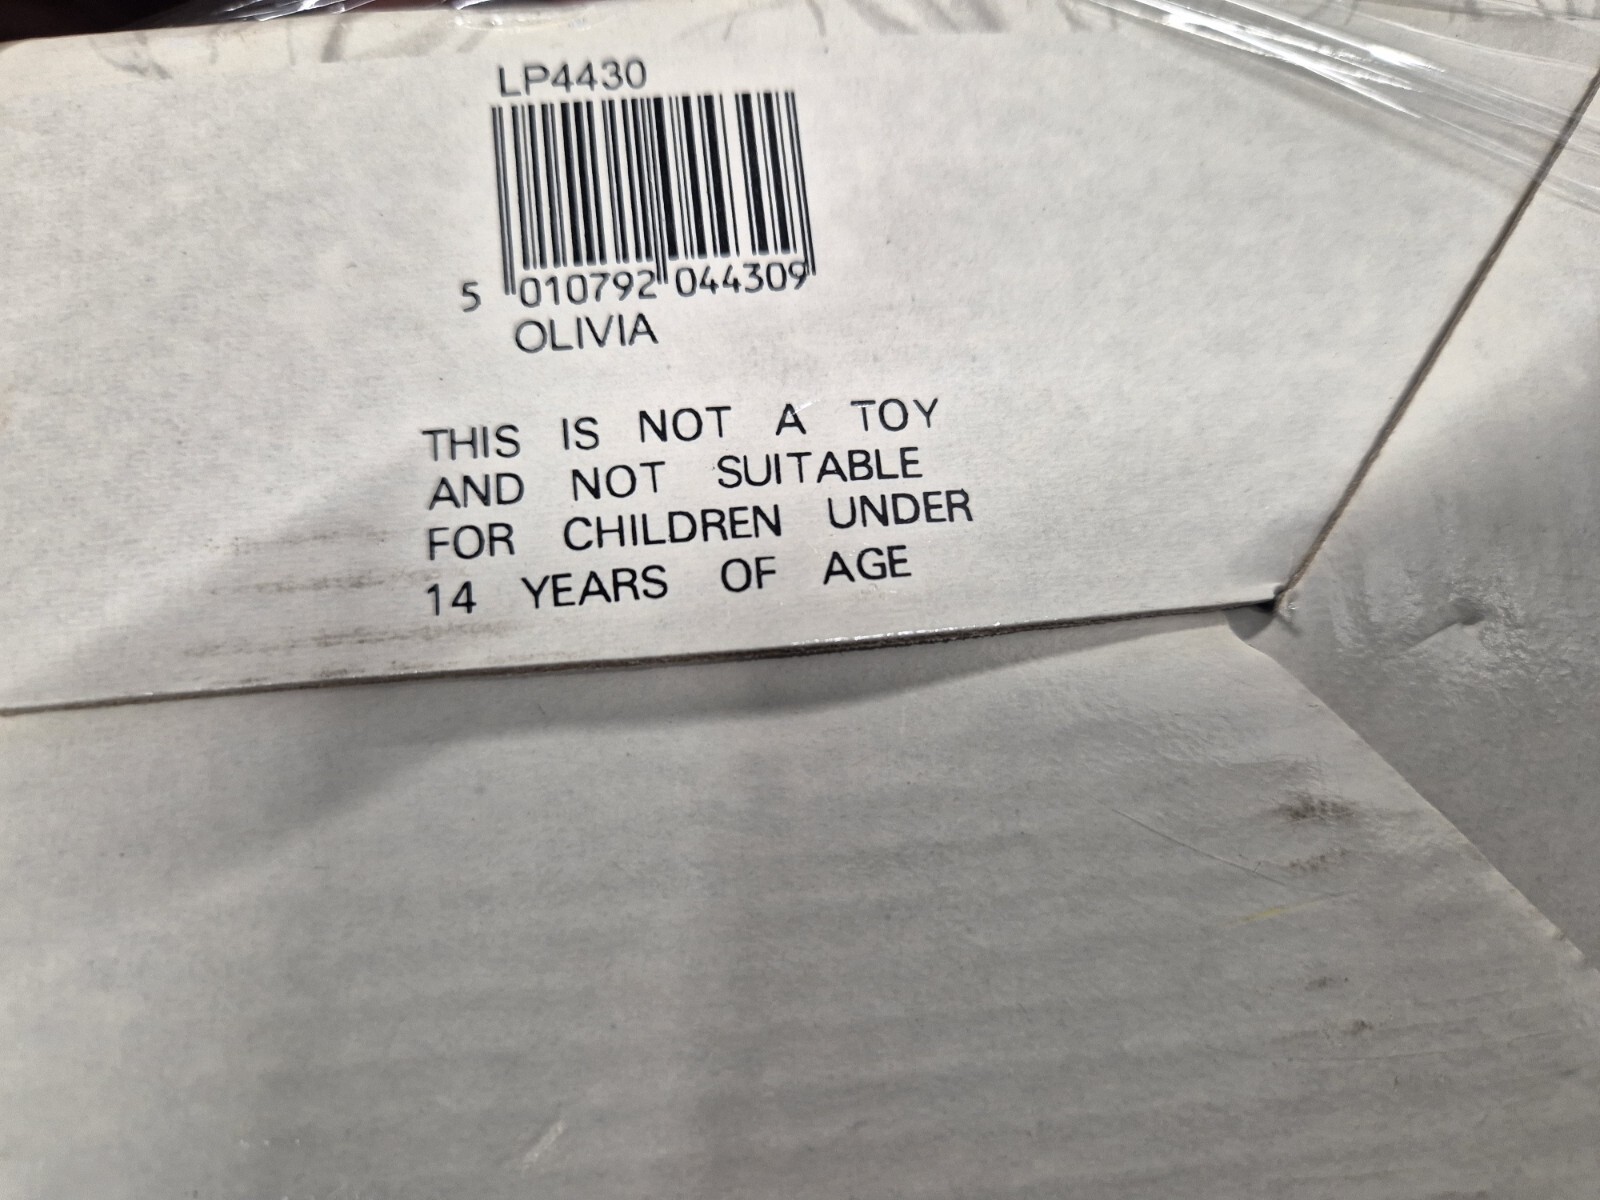 LP4430
5 010792 044309
OLIVIA
THIS IS NOT A TOY
AND NOT SUITABLE
FOR CHILDREN UNDER
14 YEARS OF AGE